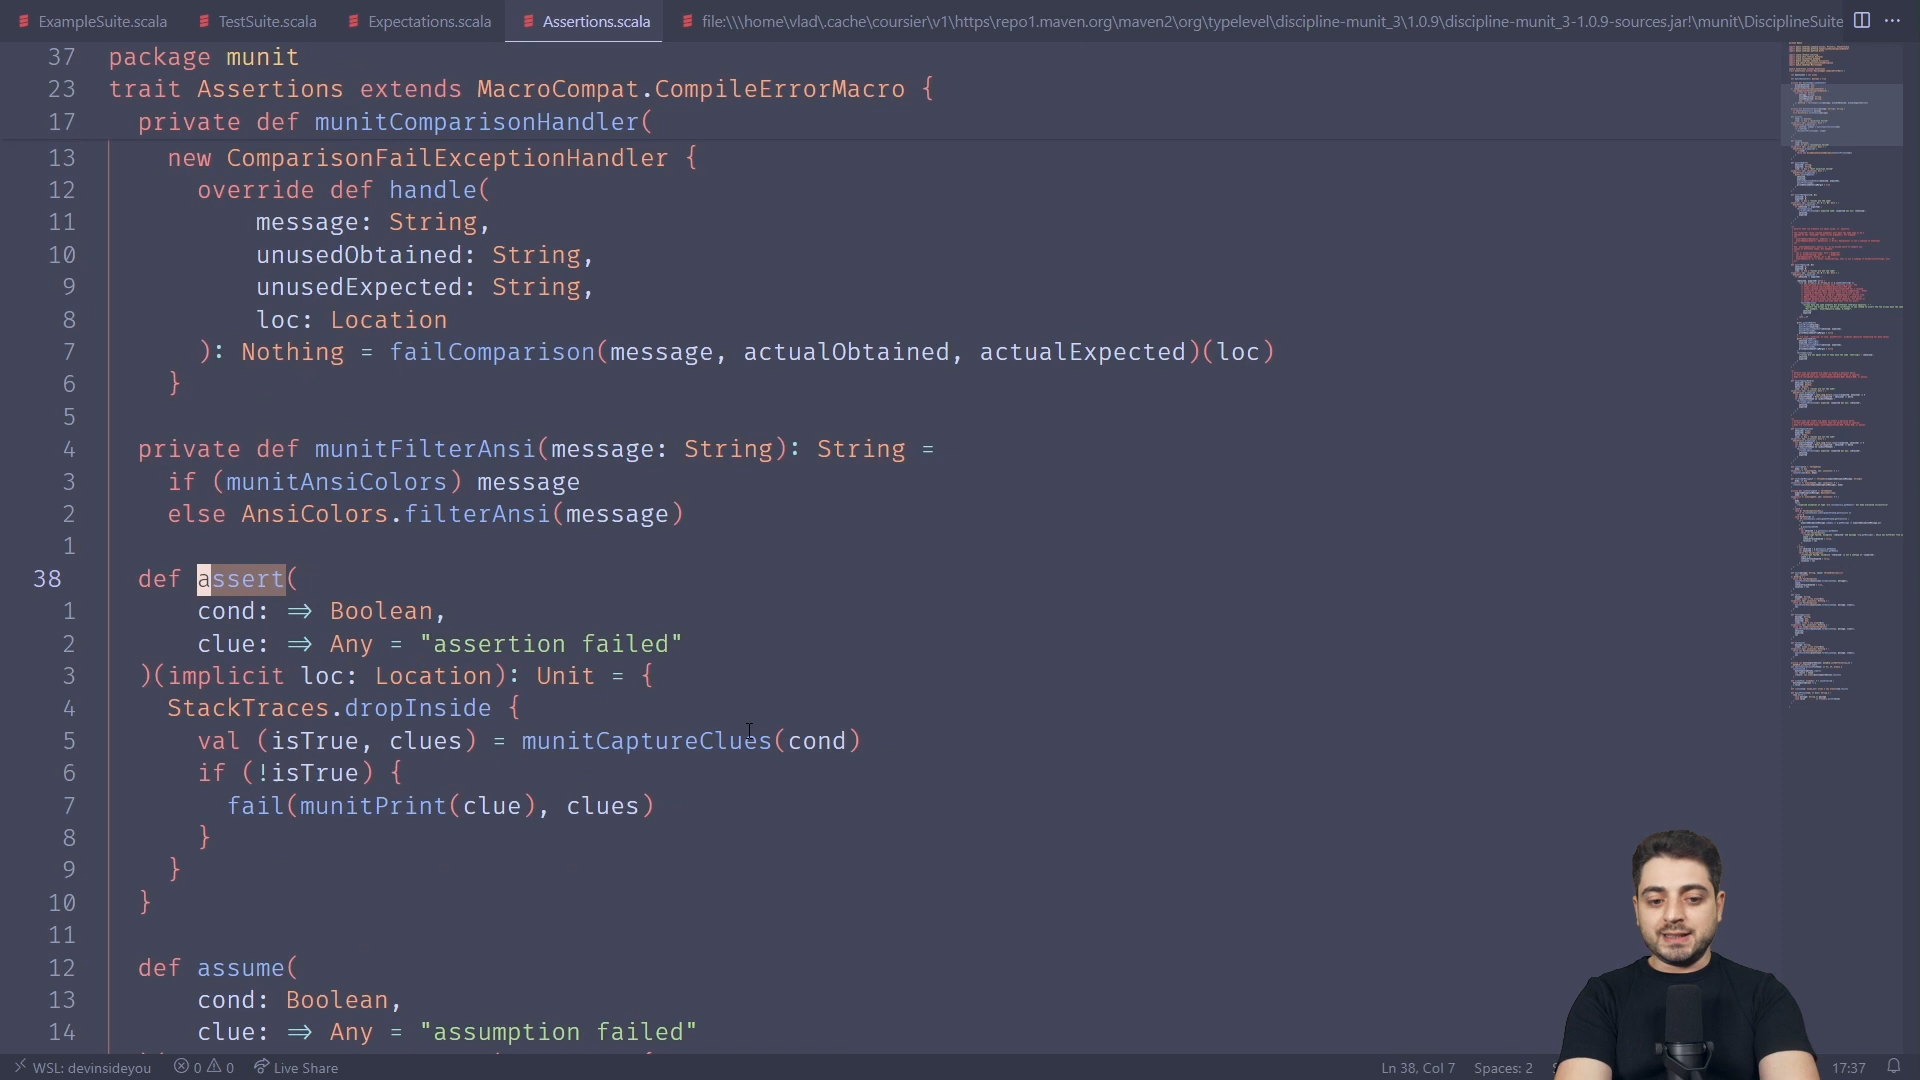 ExampleSuite.scala TestSuite.scala Expectations.scala Assertions.scala file:\\\home\vlad\.cache\coursier\v1\https\repo1.maven.org\maven2\org\typelevel\discipline-munit_3\1.0.9\discipline-munit_3-1.0.9-sources.jar!\munit\DisciplineSuite
37 package munit
23 trait Assertions extends MacroCompat.CompileErrorMacro {
17 private def munitComparisonHandler(
13 new ComparisonFailExceptionHandler {
12 override def handle(
11 message: String,
10 unusedObtained: String,
9 unusedExpected: String,
8 loc: Location
7 ): Nothing = failComparison(message, actualObtained, actualExpected)(loc)
6 }
5
4 private def munitFilterAnsi(message: String): String =
3 if (munitAnsiColors) message
2 else AnsiColors.filterAnsi(message)
1
38 def assert(
1 cond: => Boolean,
2 clue: => Any = "assertion failed"
3 )(implicit loc: Location): Unit = {
4 StackTraces.dropInside {
5 val (isTrue, clues) = munitCaptureClues(cond)
6 if (!isTrue) {
7 fail(munitPrint(clue), clues)
8 }
9 }
10 }
11
12 def assume(
13 cond: Boolean,
14 clue: => Any = "assumption failed"
WSL: devinsideyou 0 0 Live Share Ln 38, Col 7 Spaces: 2 17:37